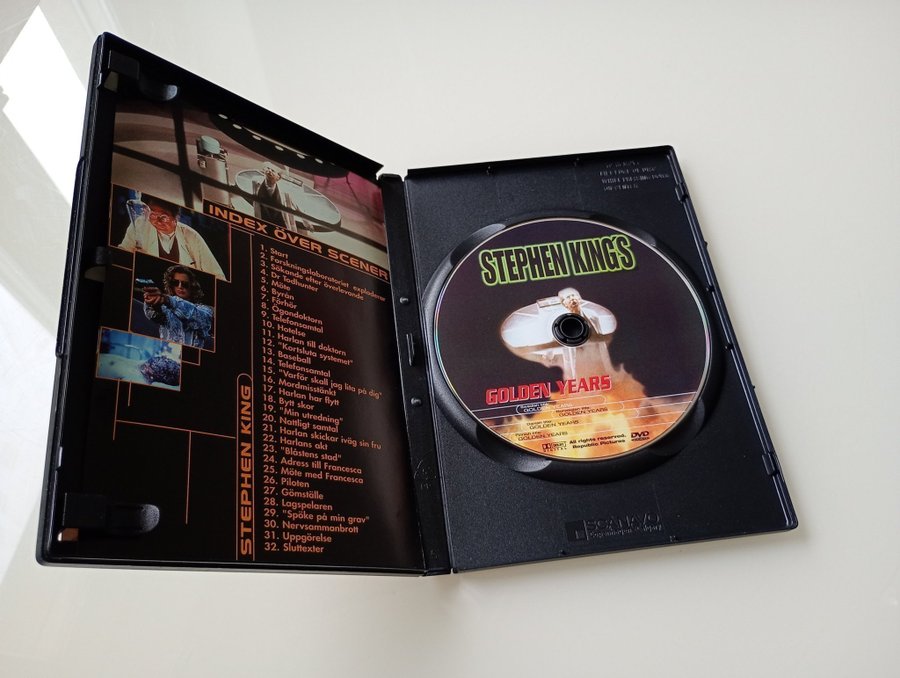 INDEX ÖVER SCENER
1. Start
2. Forskningslaboratoriet exploderar
3. Sökande efter överlevande
4. Dr Todhunter
5. Möte
6. Byrån
7. Förhör
8. Ögondoktorn
9. Telefonsamtal
10. Hotelse
11. Harlan till doktorn
12. "Kortsluta systemet"
13. Baseball
14. Telefonsamtal
15. "Varför skall jag lita på dig"
16. Mordmisstänkt
17. Harlan har flytt
18. Bytt skor
19. "Min utredning"
20. Nattligt samtal
21. Harlan skickar iväg sin fru
22. Harlans akt
23. "Blåstens stad"
24. Adress till Francesca
25. Möte med Francesca
26. Piloten
27. Gömställe
28. Lagspelaren
29. "Spöke på min grav"
30. Nervsammanbrott
31. Uppgörelse
32. Sluttexter
STEPHEN KING
STEPHEN KINGS
GOLDEN YEARS
GOLDEN YEARS
GOLDEN YEARS
GOLDEN YEARS
GOLDEN YEARS
All rights reserved.
Republic Pictures
DVD
SCANAVO